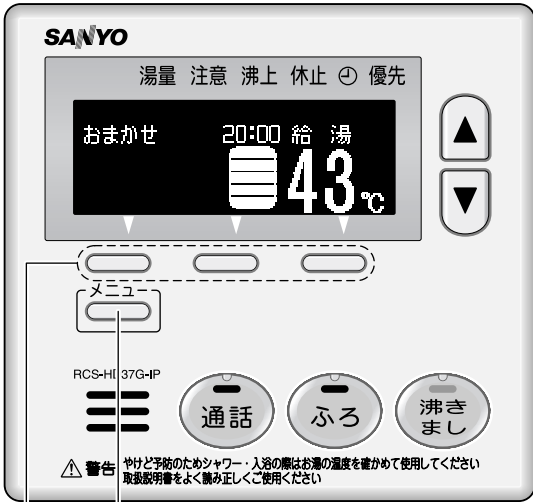 SANYO
湯量 注意 沸上 休止 優先
おまかせ 20:00 給 湯
43℃
▲
▼
メニュー
RCS-HD37G-IP
通話 ふろ 沸き
まし
⚠ 警告 やけど予防のためシャワー・入浴の際はお湯の温度を確かめて使用してください
取扱説明書をよく読み正しくご使用ください